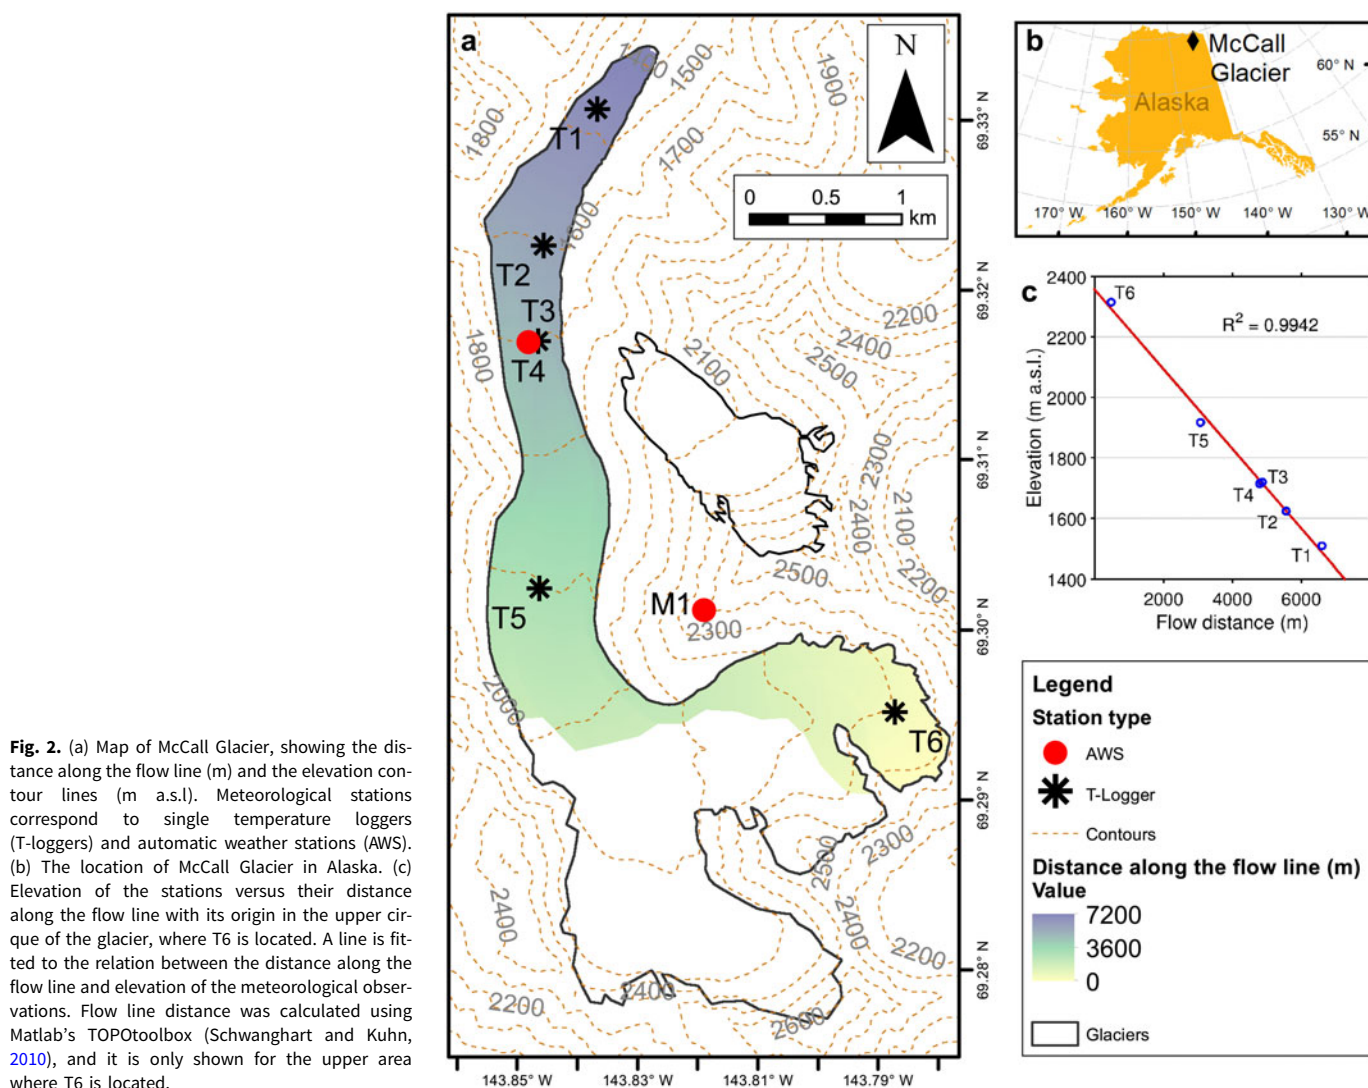 Fig. 2. (a) Map of McCall Glacier, showing the dis-
tance along the flow line (m) and the elevation con-
tour lines (m a.s.l). Meteorological stations
correspond to single temperature loggers
(T-loggers) and automatic weather stations (AWS).
(b) The location of McCall Glacier in Alaska. (c)
Elevation of the stations versus their distance
along the flow line with its origin in the upper cir-
que of the glacier, where T6 is located. A line is fit-
ted to the relation between the distance along the
flow line and elevation of the meteorological obser-
vations. Flow line distance was calculated using
Matlab's TOPOtoolbox (Schwanghart and Kuhn,
2010), and it is only shown for the upper area
where T6 is located.
a
N
0 0.5 1
km
1400
1500
1900
1800
1700
T1
1600
T2
T3
T4
1800
2200
2400
2500
2100
2300
2400
2100
2500
2200
T5
M1
2300
2000
T6
2300
2500
2400
2400
2200
2200
2400
2600
69.33° N
69.32° N
69.31° N
69.30° N
69.29° N
69.28° N
143.85° W 143.83° W 143.81° W 143.79° W
b
McCall
Glacier
Alaska
60° N
55° N
170° W 160° W 150° W 140° W 130° W
c
Elevation (m a.s.l.)
2400
2200
2000
1800
1600
1400
T6
R² = 0.9942
T5
T3
T4
T2
T1
2000 4000 6000
Flow distance (m)
Legend
Station type
AWS
T-Logger
Contours
Distance along the flow line (m)
Value
7200
3600
0
Glaciers